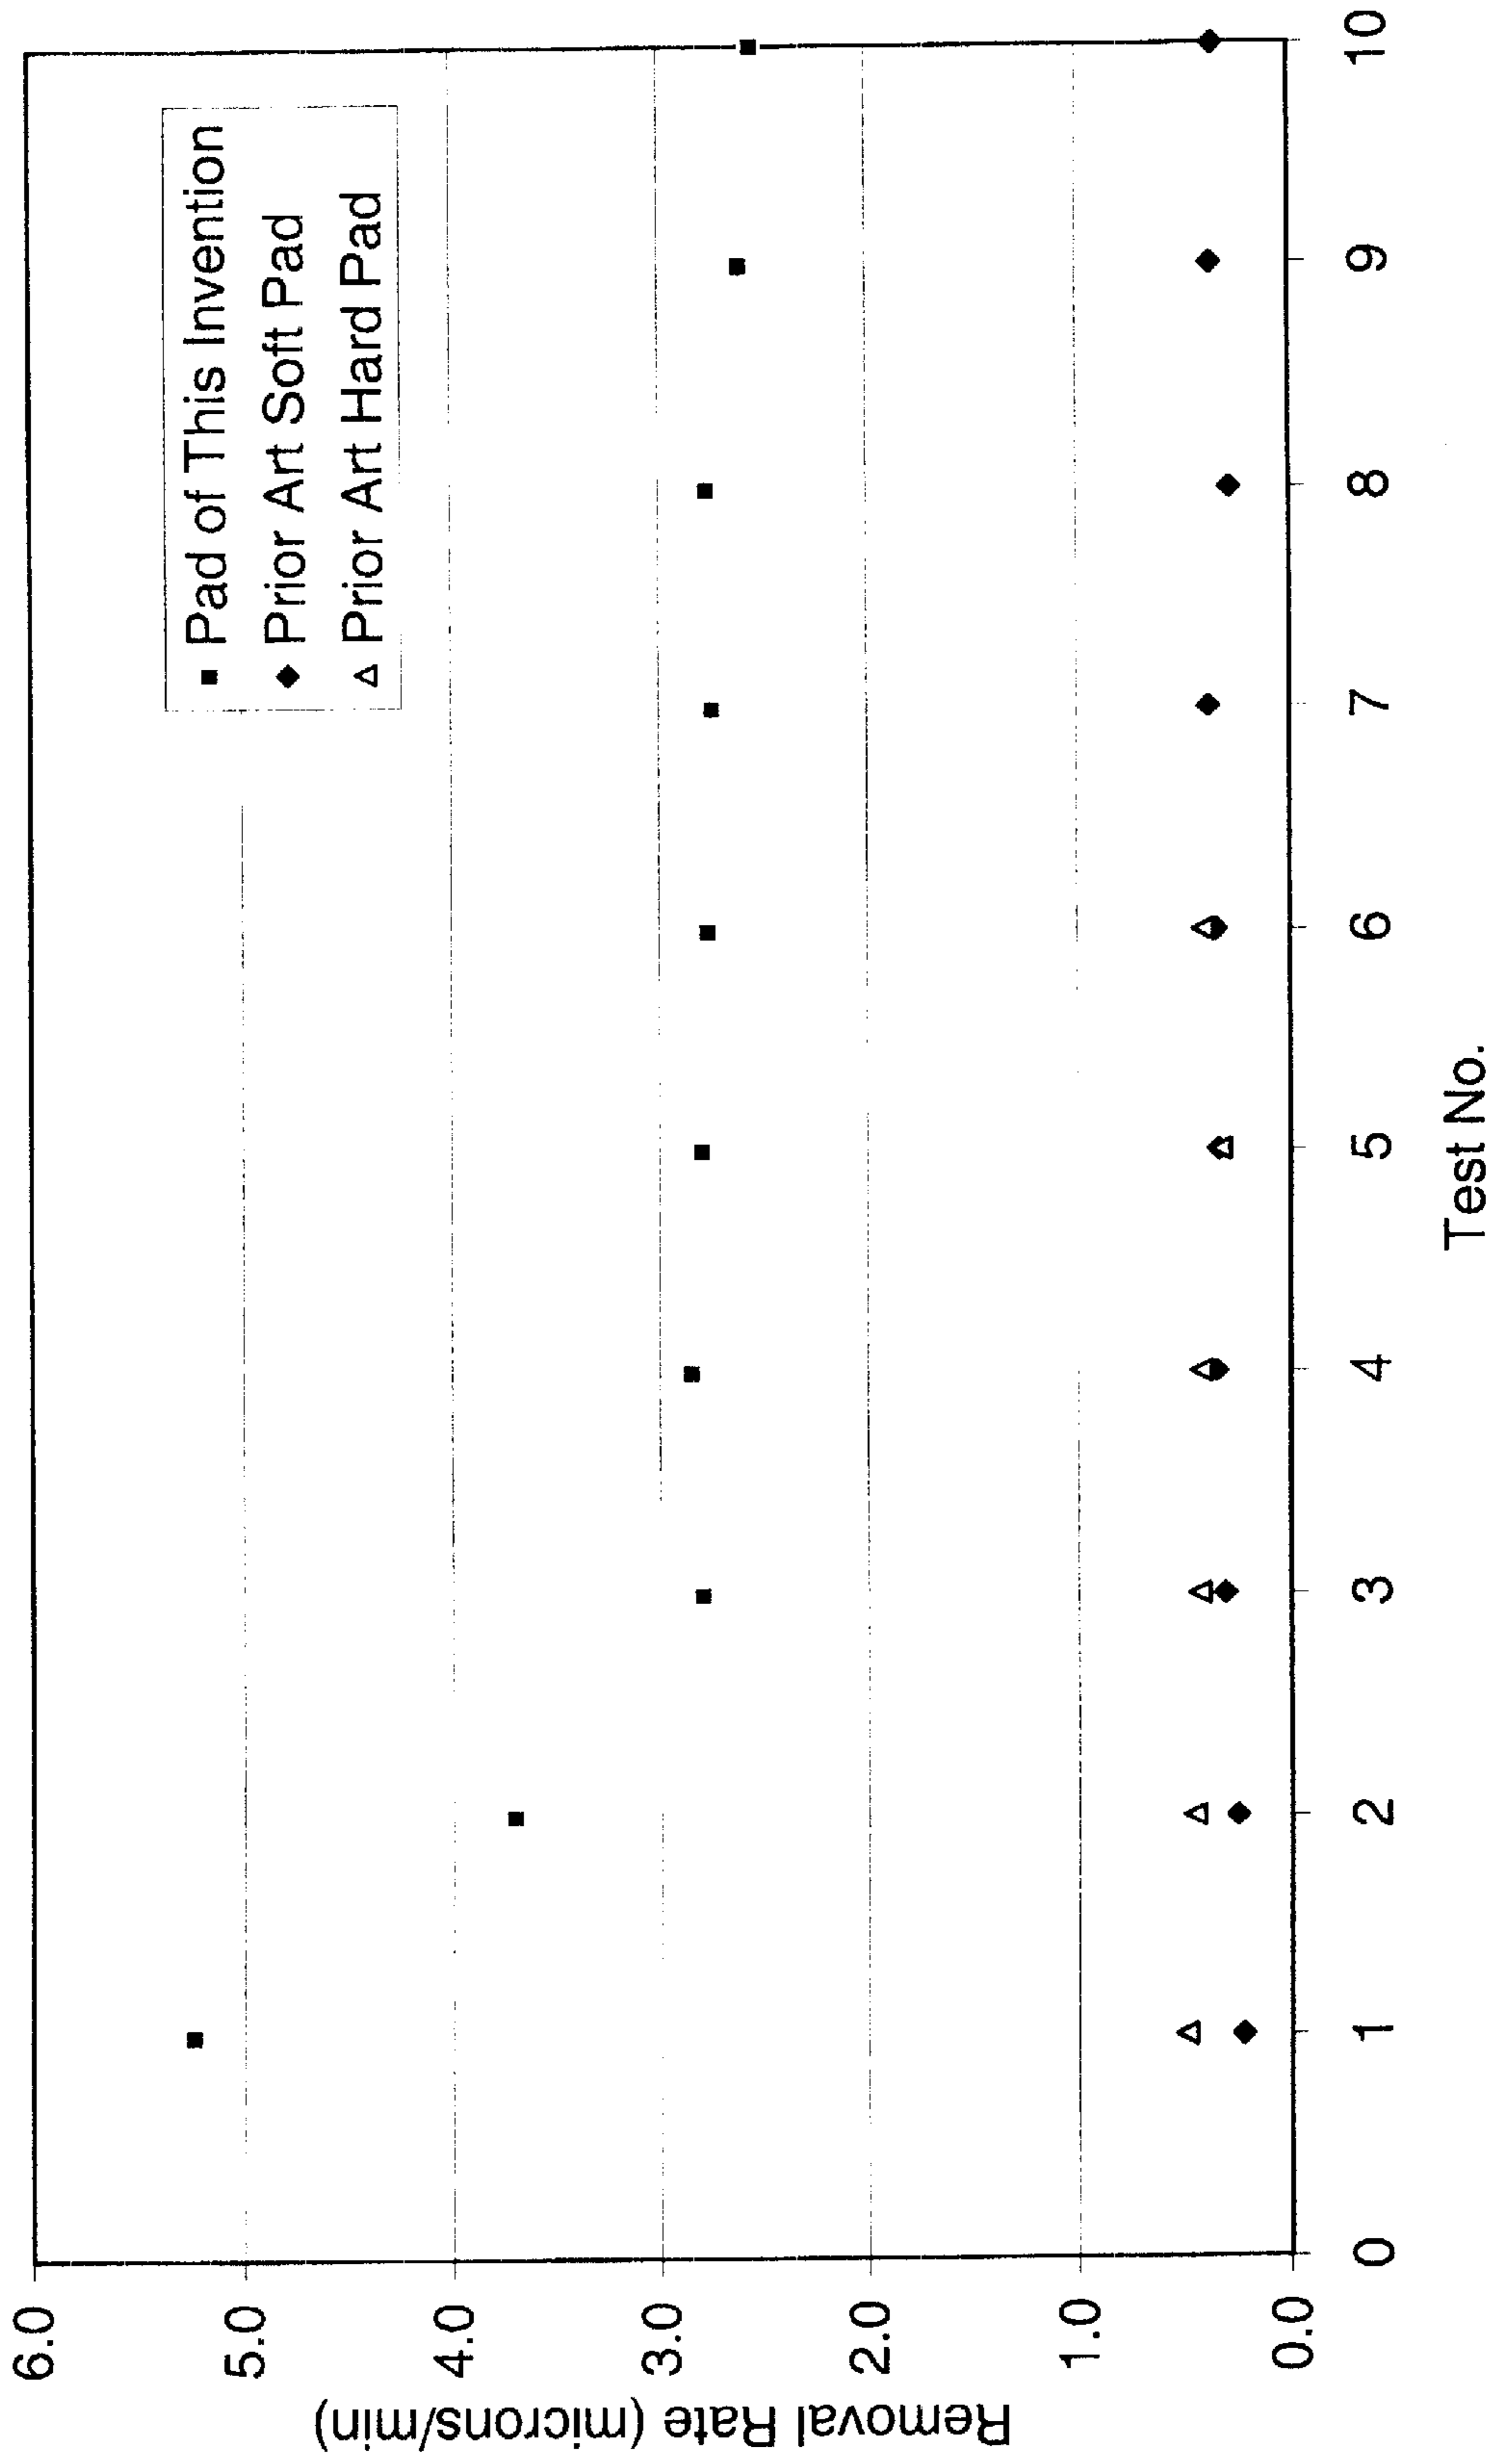 Pad of This Invention
Prior Art Soft Pad
Prior Art Hard Pad
6.0
5.0
4.0
3.0
2.0
1.0
0.0
Removal Rate (microns/min)
0 1 2 3 4 5 6 7 8 9 10
Test No.